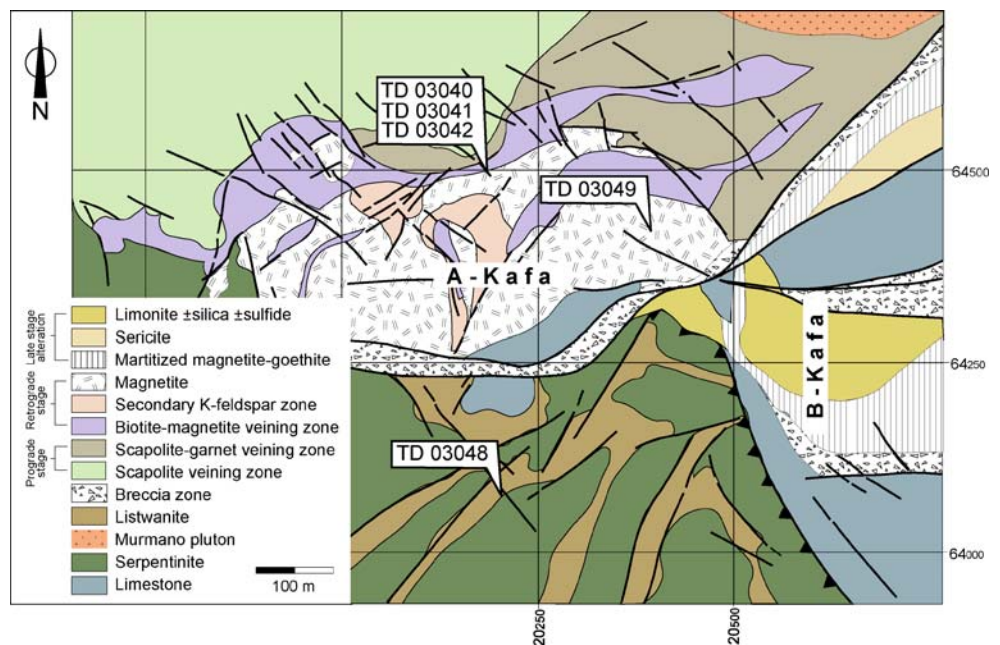 N
TD 03040
TD 03041
TD 03042
TD 03049
A-Kafa
B-Kafa
TD 03048
64500
64250
64000
20250
20500
Late stage
alteration
Retrograde
stage
Prograde
stage
Limonite ±silica ±sulfide
Sericite
Martitized magnetite-goethite
Magnetite
Secondary K-feldspar zone
Biotite-magnetite veining zone
Scapolite-garnet veining zone
Scapolite veining zone
Breccia zone
Listwanite
Murmano pluton
Serpentinite
Limestone
100 m